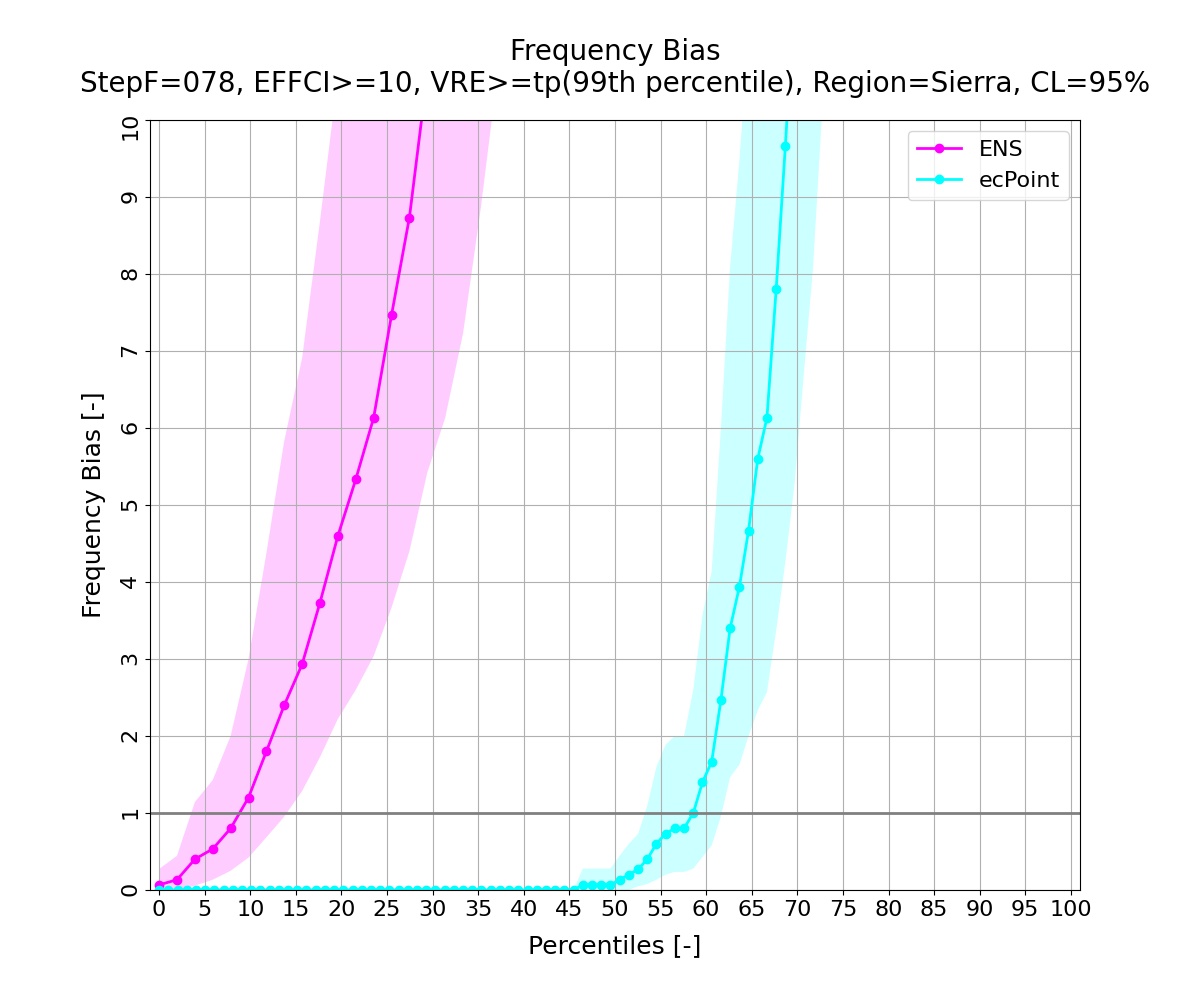 Frequency Bias
StepF=078, EFFCI>=10, VRE>=tp(99th percentile), Region=Sierra, CL=95%
ENS
ecPoint
Frequency Bias [-]
10
9
8
7
6
5
4
3
2
1
0
0 5 10 15 20 25 30 35 40 45 50 55 60 65 70 75 80 85 90 95 100
Percentiles [-]